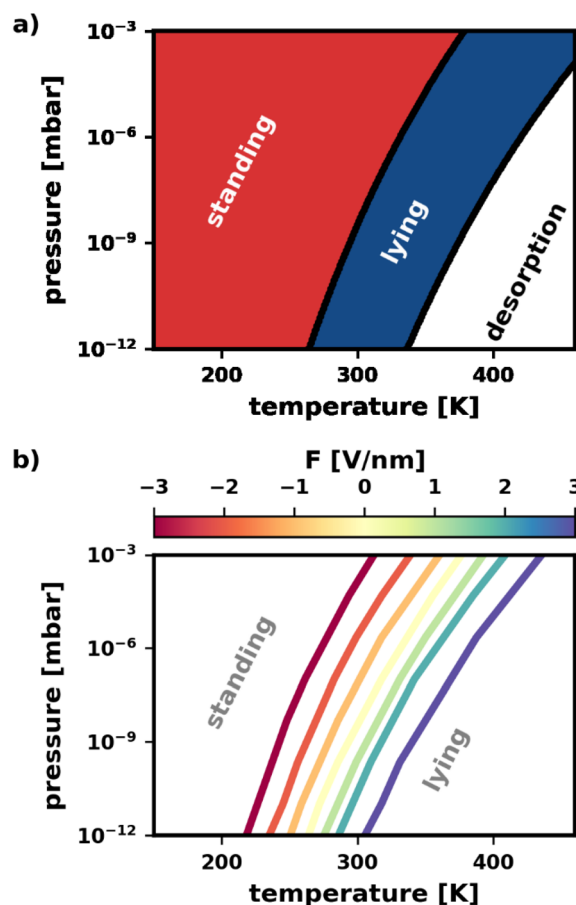 a)
10⁻³
10⁻⁶
10⁻⁹
10⁻¹²
pressure [mbar]
standing
lying
desorption
200 300 400
temperature [K]
b)
F [V/nm]
−3 −2 −1 0 1 2 3
10⁻³
10⁻⁶
10⁻⁹
10⁻¹²
pressure [mbar]
standing
lying
200 300 400
temperature [K]